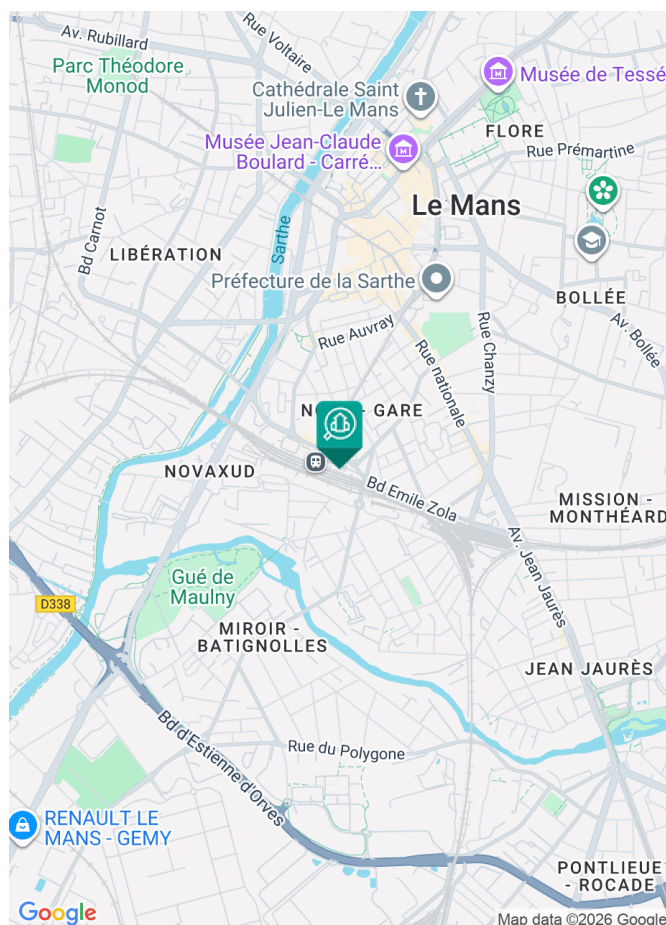 Av. Rubillard
Rue Voltaire
Parc Théodore
Monod
Cathédrale Saint
Julien-Le Mans
Musée de Tessé
FLORE
Musée Jean-Claude
Boulard - Carré...
Rue Prémartine
Le Mans
Bd Carnot
Sarthe
LIBÉRATION
Préfecture de la Sarthe
BOLLÉE
Av. Bollée
Rue Auvray
Rue nationale
Rue Chanzy
GARE
NOVAXUD
Bd Emile Zola
MISSION -
MONTHÉARD
Av. Jean Jaurès
Gué de
Maulny
D338
MIROIR -
BATIGNOLLES
JEAN JAURÈS
Bd d'Estienne d'Orves
Rue du Polygone
RENAULT LE
MANS - GEMY
PONTLIEUE
- ROCADE
Google
Map data ©2026 Google